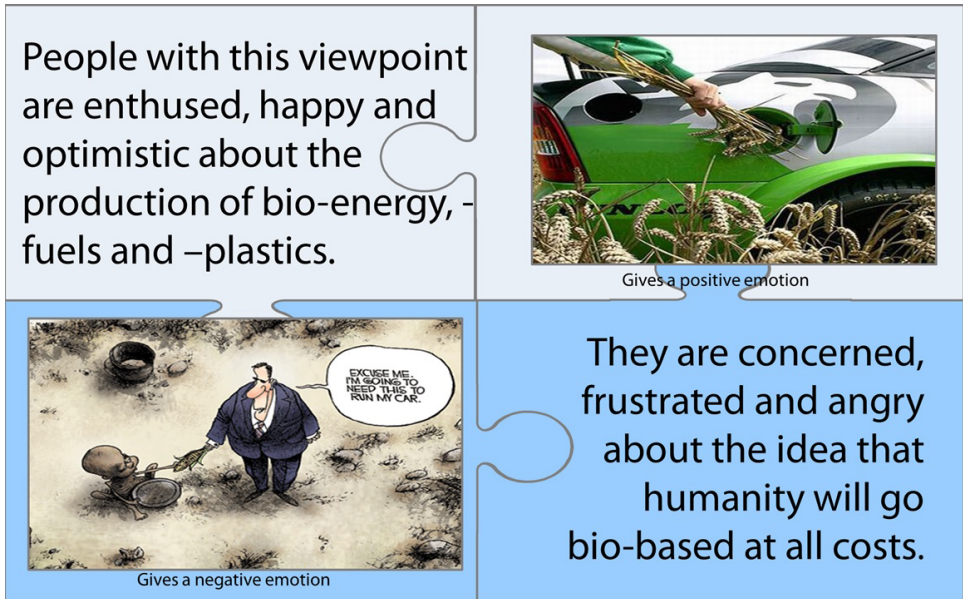 People with this viewpoint
are enthused, happy and
optimistic about the
production of bio-energy, -
fuels and –plastics.
Gives a positive emotion
EXCUSE ME.
I'M GOING TO
NEED THIS TO
RUN MY CAR.
Gives a negative emotion
They are concerned,
frustrated and angry
about the idea that
humanity will go
bio-based at all costs.